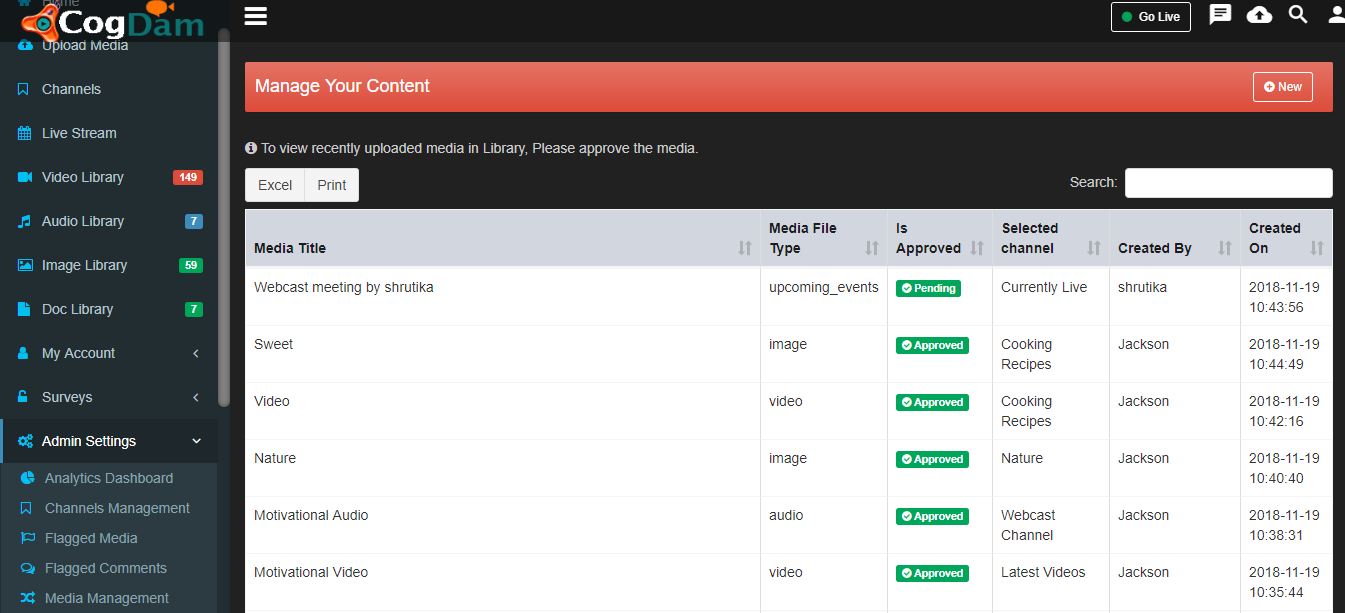 Home
CogDam
Upload Media
Channels
Live Stream
Video Library 149
Audio Library 7
Image Library 59
Doc Library 7
My Account
Surveys
Admin Settings
Analytics Dashboard
Channels Management
Flagged Media
Flagged Comments
Media Management
Go Live
Manage Your Content
New
To view recently uploaded media in Library, Please approve the media.
Excel Print
Search:
Media Title Media File Type Is Approved Selected channel Created By Created On
Webcast meeting by shrutika upcoming_events Pending Currently Live shrutika 2018-11-19 10:43:56
Sweet image Approved Cooking Recipes Jackson 2018-11-19 10:44:49
Video video Approved Cooking Recipes Jackson 2018-11-19 10:42:16
Nature image Approved Nature Jackson 2018-11-19 10:40:40
Motivational Audio audio Approved Webcast Channel Jackson 2018-11-19 10:38:31
Motivational Video video Approved Latest Videos Jackson 2018-11-19 10:35:44